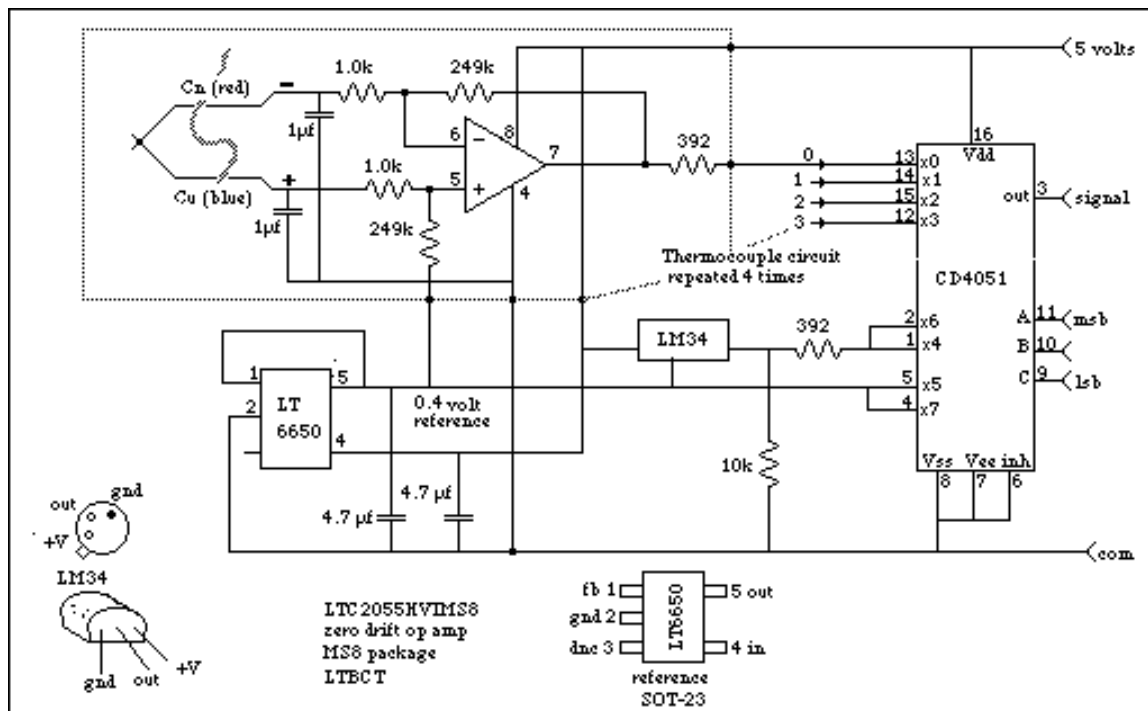 5 volts
Cn (red)
1.0k
249k
1µf
6
8
7
392
0
1
2
3
13
14
15
12
x0
x1
x2
x3
16
Vdd
out
3
signal
Cu (blue)
1.0k
5
4
1µf
249k
Thermocouple circuit
repeated 4 times
CD4051
LM34
392
2
1
x6
x4
A
11
msb
B
10
C
9
lsb
5
4
x5
x7
1
2
5
4
LT
6650
0.4 volt
reference
10k
Vss
Vee
inh
8
7
6
4.7 µf
4.7 µf
com
out
gnd
+V
LM34
gnd
out
+V
LTC2055HVIMS8
zero drift op amp
MS8 package
LTBCT
fb 1
gnd 2
dnc 3
LT6650
5 out
4 in
reference
SOT-23